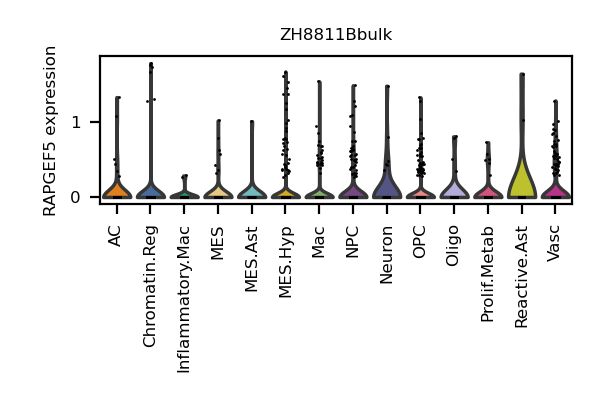 ZH8811Bbulk
RAPGEF5 expression
1
0
AC
Chromatin.Reg
Inflammatory.Mac
MES
MES.Ast
MES.Hyp
Mac
NPC
Neuron
OPC
Oligo
Prolif.Metab
Reactive.Ast
Vasc